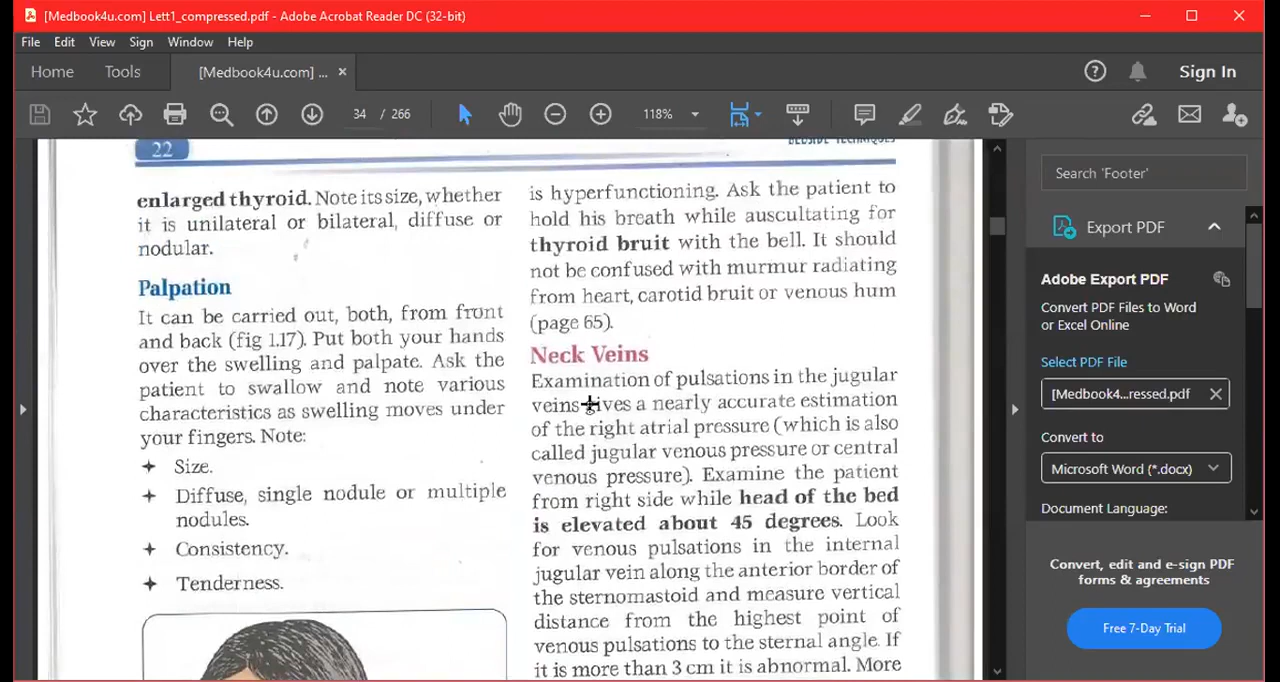 [Medbook4u.com] Lett1_compressed.pdf - Adobe Acrobat Reader DC (32-bit)
File Edit View Sign Window Help
Home Tools [Medbook4u.com] ... × Sign In
34 / 266 118%
22 BEDSIDE TECHNIQUES
enlarged thyroid. Note its size, whether
it is unilateral or bilateral, diffuse or
nodular.
Palpation
It can be carried out, both, from front
and back (fig 1.17). Put both your hands
over the swelling and palpate. Ask the
patient to swallow and note various
characteristics as swelling moves under
your fingers. Note:
Size.
Diffuse, single nodule or multiple
nodules.
Consistency.
Tenderness.
is hyperfunctioning. Ask the patient to
hold his breath while auscultating for
thyroid bruit with the bell. It should
not be confused with murmur radiating
from heart, carotid bruit or venous hum
(page 65).
Neck Veins
Examination of pulsations in the jugular
veins gives a nearly accurate estimation
of the right atrial pressure (which is also
called jugular venous pressure or central
venous pressure). Examine the patient
from right side while head of the bed
is elevated about 45 degrees. Look
for venous pulsations in the internal
jugular vein along the anterior border of
the sternomastoid and measure vertical
distance from the highest point of
venous pulsations to the sternal angle. If
it is more than 3 cm it is abnormal. More
Search 'Footer'
Export PDF
Adobe Export PDF
Convert PDF Files to Word
or Excel Online
Select PDF File
[Medbook4...ressed.pdf
Convert to
Microsoft Word (*.docx)
Document Language:
Convert, edit and e-sign PDF
forms & agreements
Free 7-Day Trial